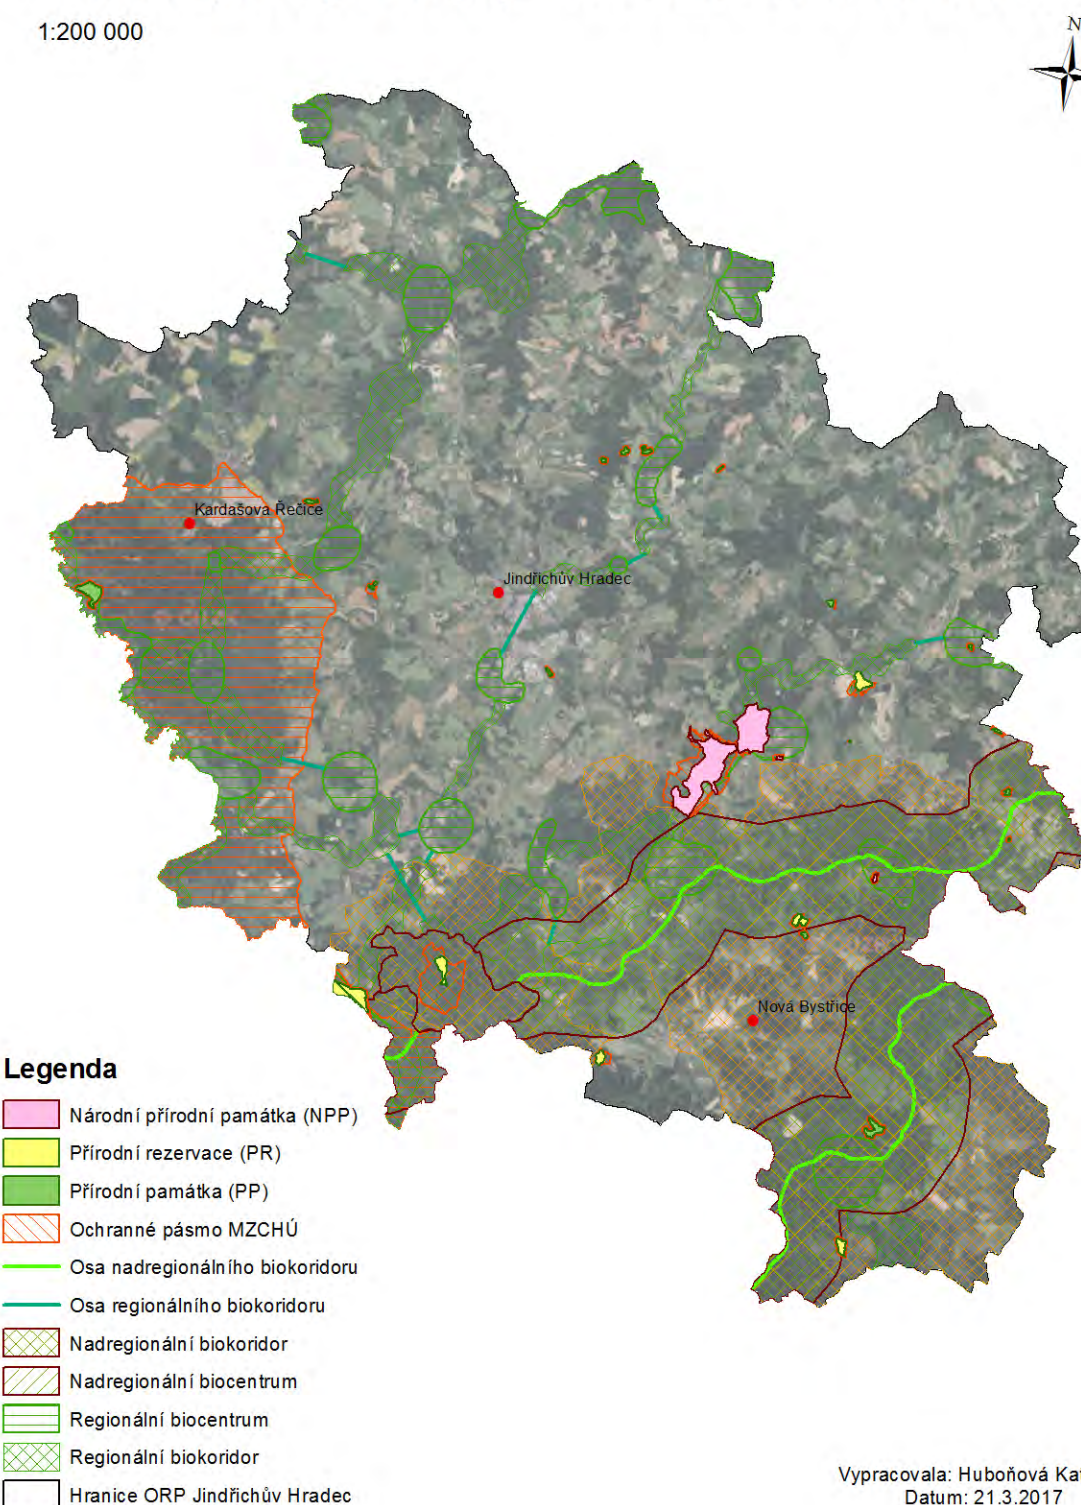 1:200 000
N
Kardašova Řečice
Jindřichův Hradec
Nová Bystřice
Legenda
Národní přírodní památka (NPP)
Přírodní rezervace (PR)
Přírodní památka (PP)
Ochranné pásmo MZCHÚ
Osa nadregionálního biokoridoru
Osa regionálního biokoridoru
Nadregionální biokoridor
Nadregionální biocentrum
Regionální biocentrum
Regionální biokoridor
Hranice ORP Jindřichův Hradec
Vypracovala: Huboňová Kat
Datum: 21.3.2017